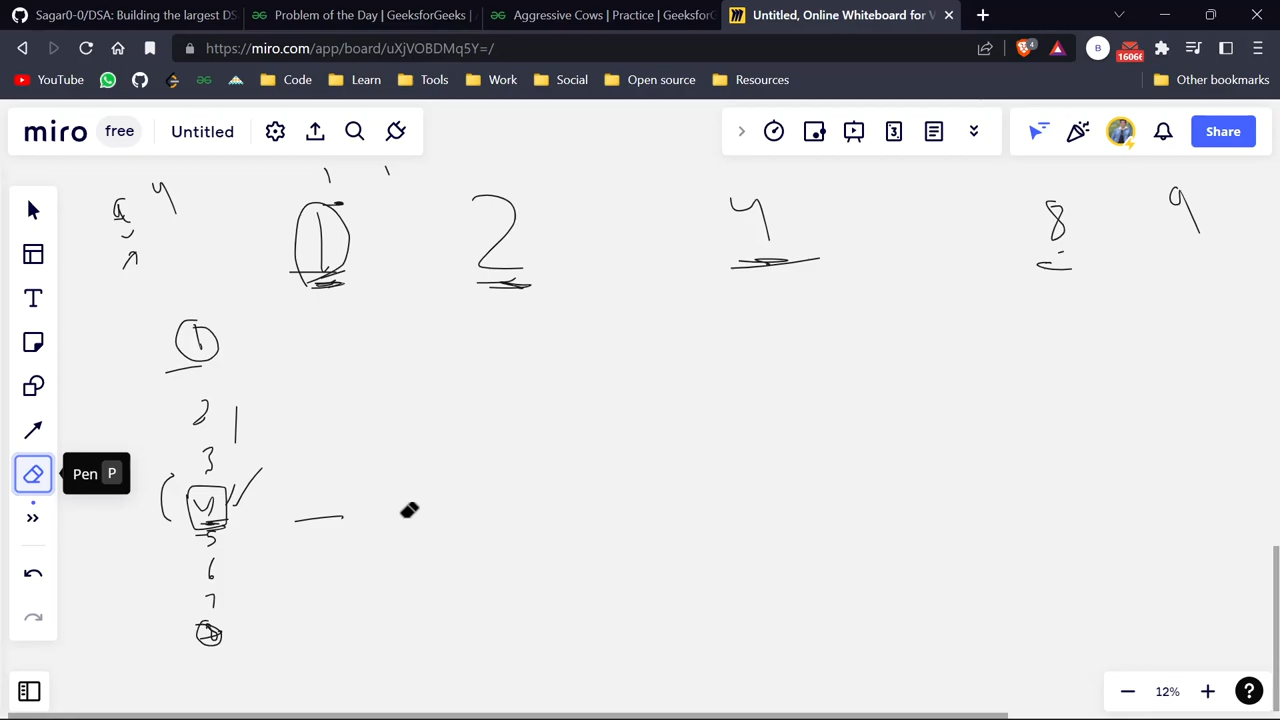 Sagar0-0/DSA: Building the largest DS
Problem of the Day | GeeksforGeeks
Aggressive Cows | Practice | GeeksforG
Untitled, Online Whiteboard for V
https://miro.com/app/board/uXjVOBDMq5Y=/
4
B
1606
YouTube
Code
Learn
Tools
Work
Social
Open source
Resources
Other bookmarks
miro
free
Untitled
Share
1 2 4 8 9
1
2
3
4
5
6
7
Pen P
12%